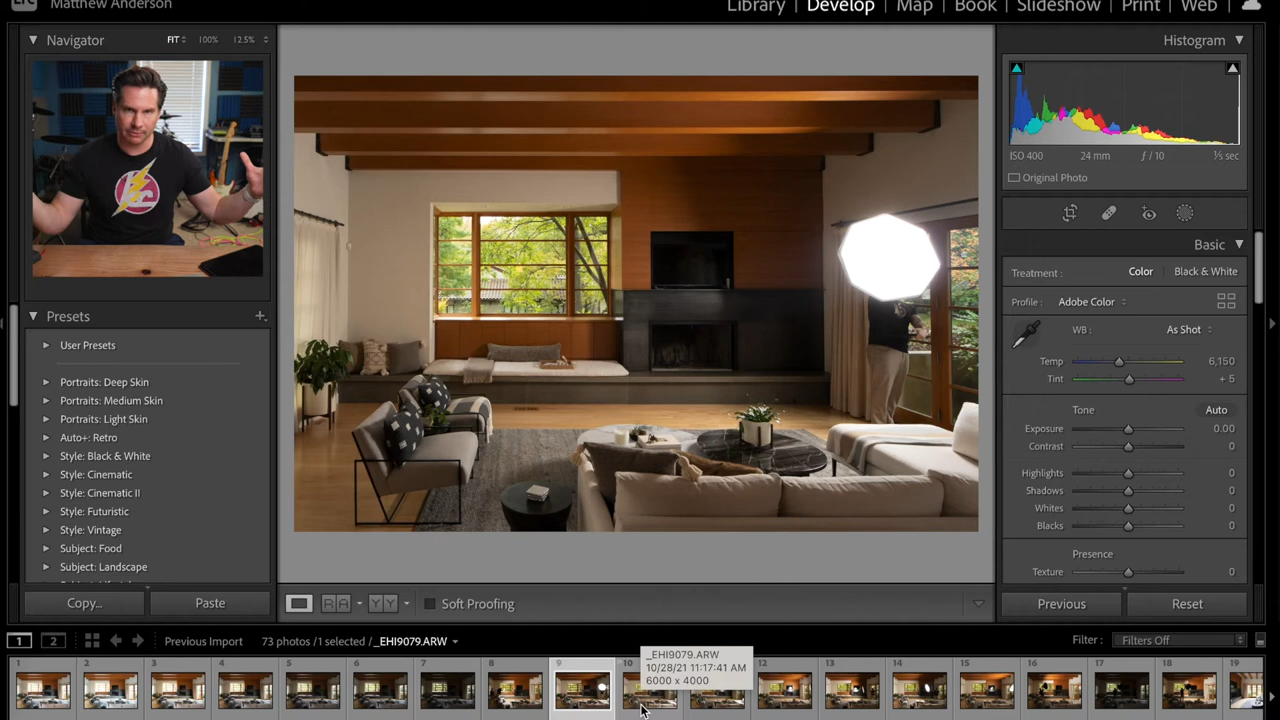 LrC
Matthew Anderson
Library | Develop | Map | Book | Slideshow | Print | Web
Navigator FIT 100% 12.5%
Presets +
User Presets
Portraits: Deep Skin
Portraits: Medium Skin
Portraits: Light Skin
Auto+: Retro
Style: Black & White
Style: Cinematic
Style: Cinematic II
Style: Futuristic
Style: Vintage
Subject: Food
Subject: Landscape
Copy... Paste
Soft Proofing
Histogram
ISO 400 24 mm ƒ / 10 ⅕ sec
Original Photo
Basic
Treatment : Color Black & White
Profile : Adobe Color
WB : As Shot
Temp 6,150
Tint + 5
Tone Auto
Exposure 0.00
Contrast 0
Highlights 0
Shadows 0
Whites 0
Blacks 0
Presence
Texture 0
Previous Reset
1 2 Previous Import 73 photos /1 selected /_EHI9079.ARW
Filter : Filters Off
_EHI9079.ARW
10/28/21 11:17:41 AM
6000 x 4000
1 2 3 4 5 6 7 8 9 10 12 13 14 15 16 17 18 19